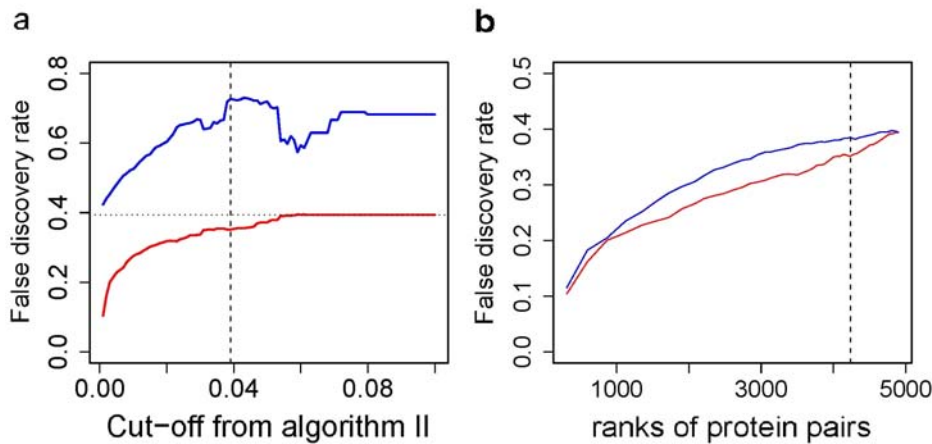 a
False discovery rate
0.8
0.6
0.4
0.2
0.0
0.00
0.04
0.08
Cut-off from algorithm II
b
False discovery rate
0.5
0.4
0.3
0.2
0.1
0.0
1000
3000
5000
ranks of protein pairs